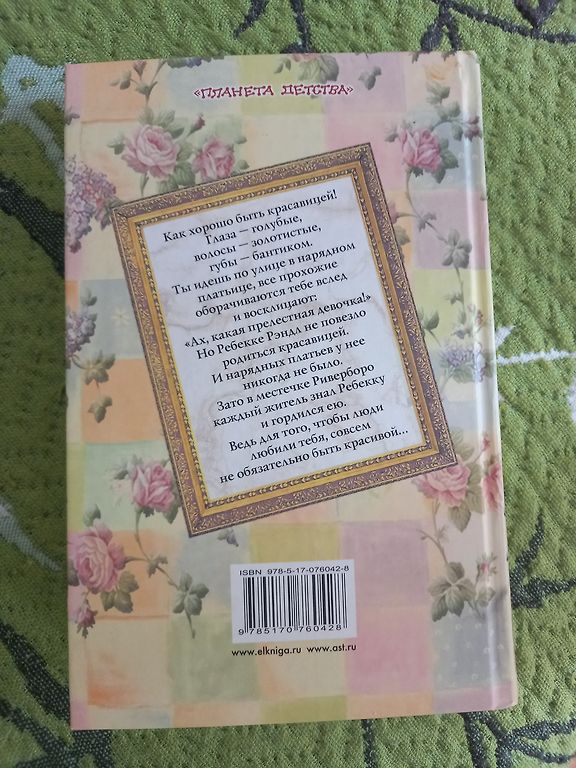 «ПЛАНЕТА ДЕТСТВА»
Как хорошо быть красавицей!
Глаза — голубые,
волосы — золотистые,
губы — бантиком.
Ты идешь по улице в нарядном
платьице, все прохожие
оборачиваются тебе вслед
и восклицают:
«Ах, какая прелестная девочка!»
Но Ребекке Рэндл не повезло
родиться красавицей.
И нарядных платьев у нее
никогда не было.
Зато в местечке Риверборо
каждый житель знал Ребекку
и гордился ею.
Ведь для того, чтобы люди
любили тебя, совсем
не обязательно быть красивой...
ISBN 978-5-17-076042-8
9 785170 760428
www.elkniga.ru www.ast.ru